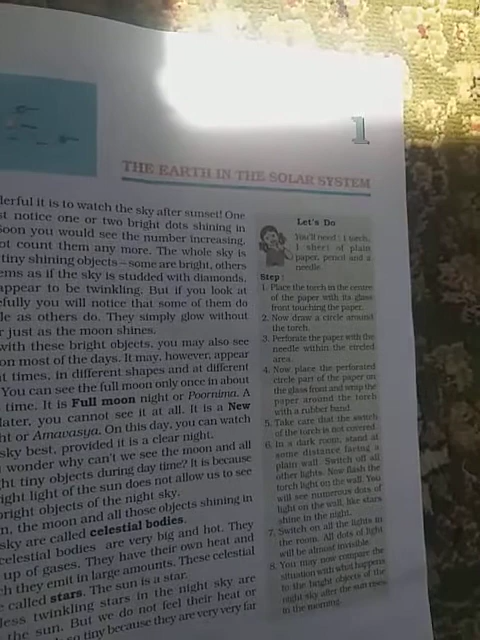 1
THE EARTH IN THE SOLAR SYSTEM
derful it is to watch the sky after sunset! One
st notice one or two bright dots shining in
Soon you would see the number increasing.
ot count them any more. The whole sky is
tiny shining objects – some are bright, others
ems as if the sky is studded with diamonds.
appear to be twinkling. But if you look at
efully you will notice that some of them do
le as others do. They simply glow without
r just as the moon shines.
with these bright objects, you may also see
on most of the days. It may, however, appear
t times, in different shapes and at different
You can see the full moon only once in about
time. It is Full moon night or Poornima. A
later, you cannot see it at all. It is a New
ht or Amavasya. On this day, you can watch
sky best, provided it is a clear night.
wonder why can't we see the moon and all
ht tiny objects during day time? It is because
ight light of the sun does not allow us to see
bright objects of the night sky.
n, the moon and all those objects shining in
sky are called celestial bodies.
celestial bodies are very big and hot. They
up of gases. They have their own heat and
ch they emit in large amounts. These celestial
e called stars. The sun is a star.
less twinkling stars in the night sky are
the sun. But we do not feel their heat or
so tiny because they are very very far
Let's Do
You'll need : 1 torch,
1 sheet of plain
paper, pencil and a
needle.
Step :
1. Place the torch in the centre
of the paper with its glass
front touching the paper.
2. Now draw a circle around
the torch.
3. Perforate the paper with the
needle within the circled
area.
4. Now place the perforated
circle part of the paper on
the glass front and wrap the
paper around the torch
with a rubber band.
5. Take care that the switch
of the torch is not covered.
6. In a dark room, stand at
some distance facing a
plain wall. Switch off all
other lights. Now flash the
torch light on the wall. You
will see numerous dots of
light on the wall, like stars
shine in the night.
7. Switch on all the lights in
the room. All dots of light
will be almost invisible.
8. You may now compare the
situation with what happens
to the bright objects of the
night sky after the sun rises
in the morning.